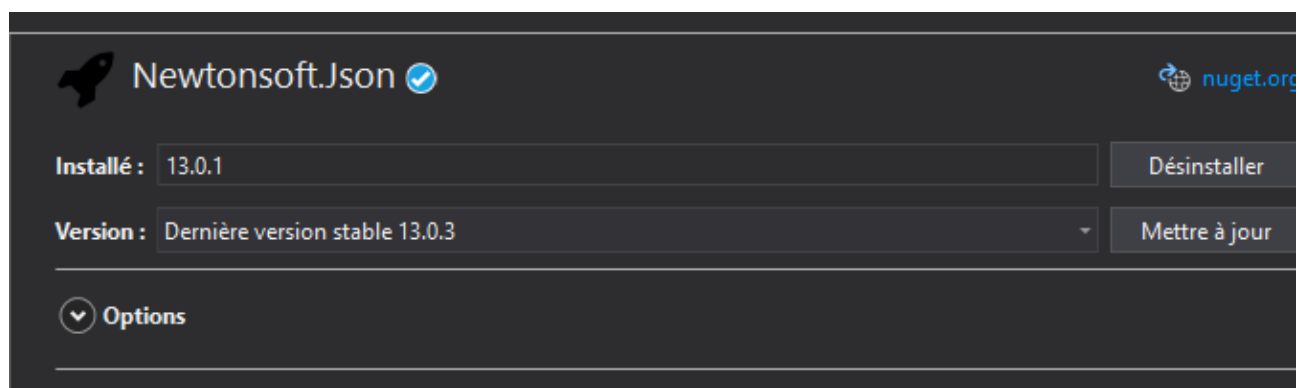 Newtonsoft.Json nuget.org
Installé : 13.0.1 Désinstaller
Version : Dernière version stable 13.0.3 Mettre à jour
Options